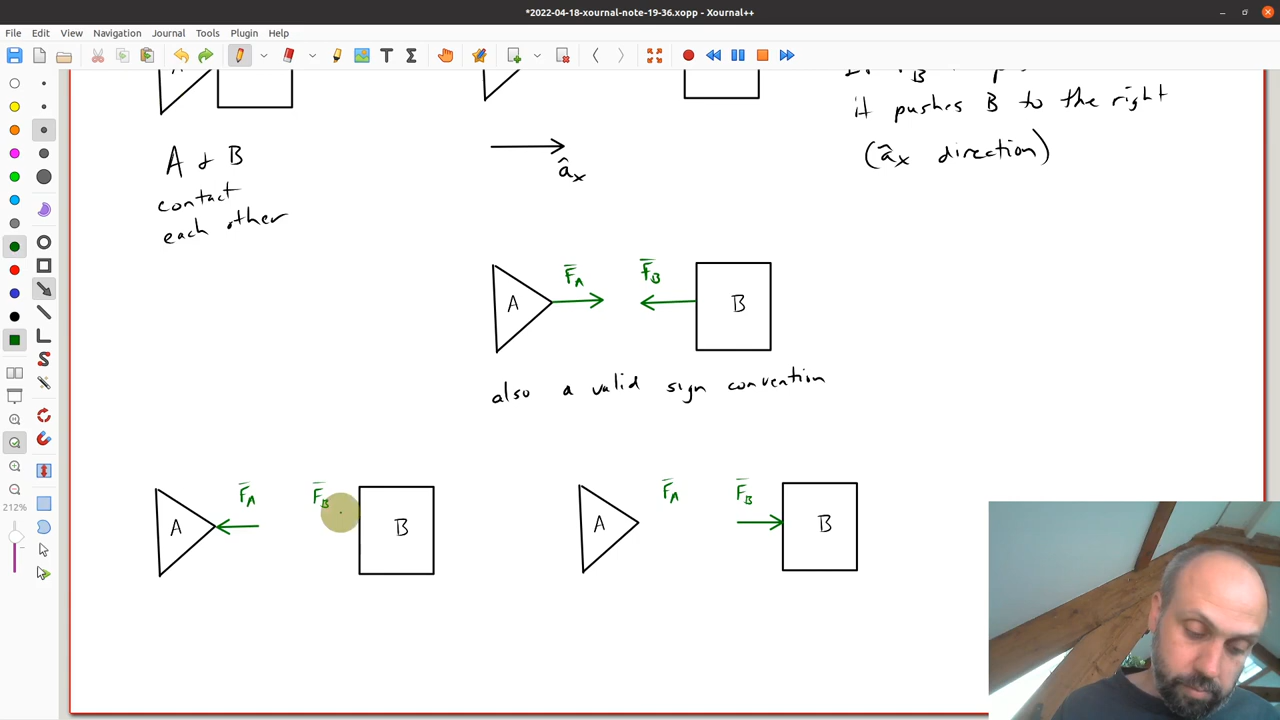 *2022-04-18-xournal-note-19-36.xopp - Xournal++
File Edit View Navigation Journal Tools Plugin Help
B
it pushes B to the right
(âx direction)
âx
A & B
contact
each other
F̄A F̄B
A B
also a valid sign convention
F̄A F̄B F̄A F̄B
A B A B
212%